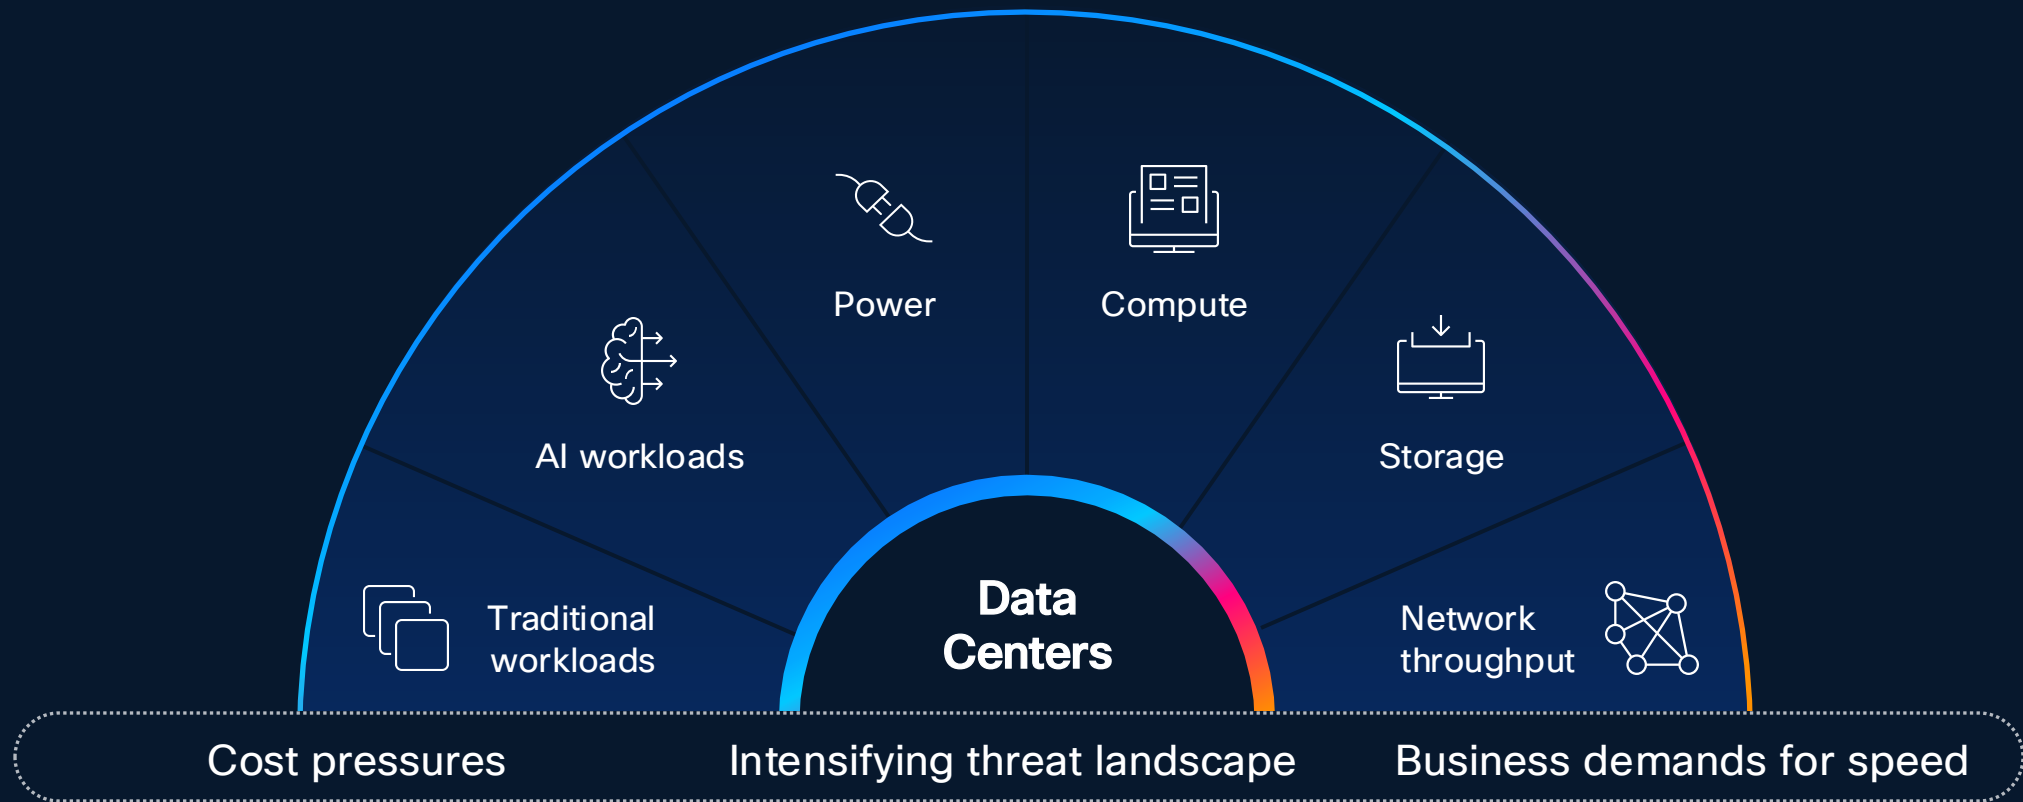 Power
Compute
AI workloads
Storage
Traditional
workloads
Data
Centers
Network
throughput
Cost pressures
Intensifying threat landscape
Business demands for speed